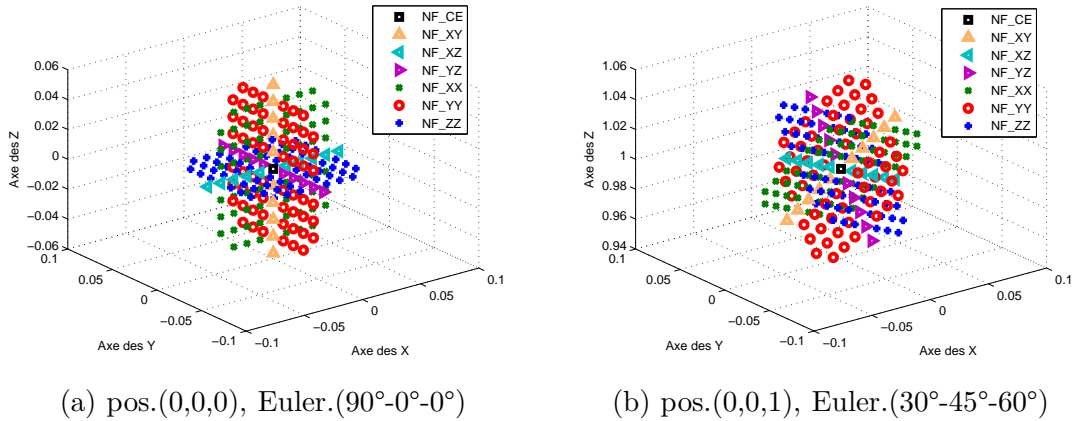 NF_CE
NF_XY
NF_XZ
NF_YZ
NF_XX
NF_YY
NF_ZZ
0.06
0.04
0.02
0
−0.02
−0.04
−0.06
Axe des Z
0.1
0.05
0
−0.05
−0.1
Axe des Y
−0.1
−0.05
0
0.05
0.1
Axe des X
(a) pos.(0,0,0), Euler.(90°-0°-0°)
NF_CE
NF_XY
NF_XZ
NF_YZ
NF_XX
NF_YY
NF_ZZ
1.06
1.04
1.02
1
0.98
0.96
0.94
Axe des Z
0.1
0.05
0
−0.05
−0.1
Axe des Y
−0.1
−0.05
0
0.05
0.1
Axe des X
(b) pos.(0,0,1), Euler.(30°-45°-60°)